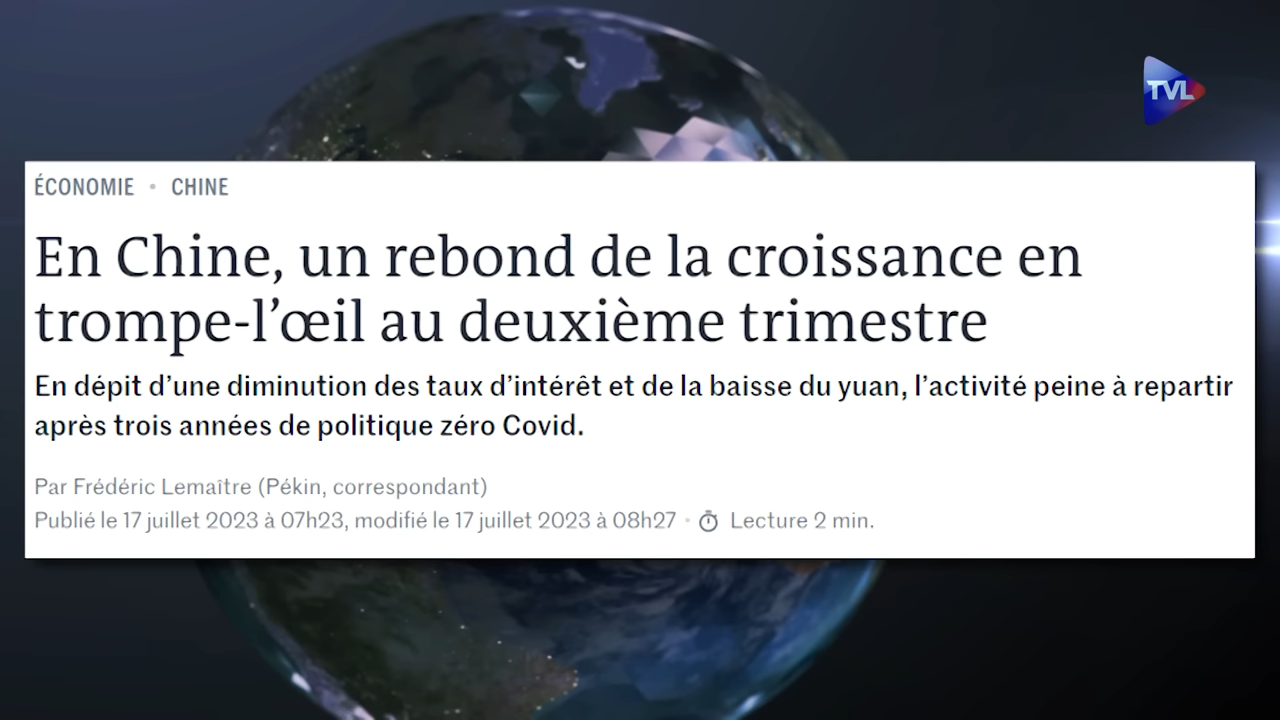 TVL
ÉCONOMIE • CHINE
En Chine, un rebond de la croissance en
trompe-l’œil au deuxième trimestre
En dépit d’une diminution des taux d’intérêt et de la baisse du yuan, l’activité peine à repartir
après trois années de politique zéro Covid.
Par Frédéric Lemaître (Pékin, correspondant)
Publié le 17 juillet 2023 à 07h23, modifié le 17 juillet 2023 à 08h27 • Lecture 2 min.